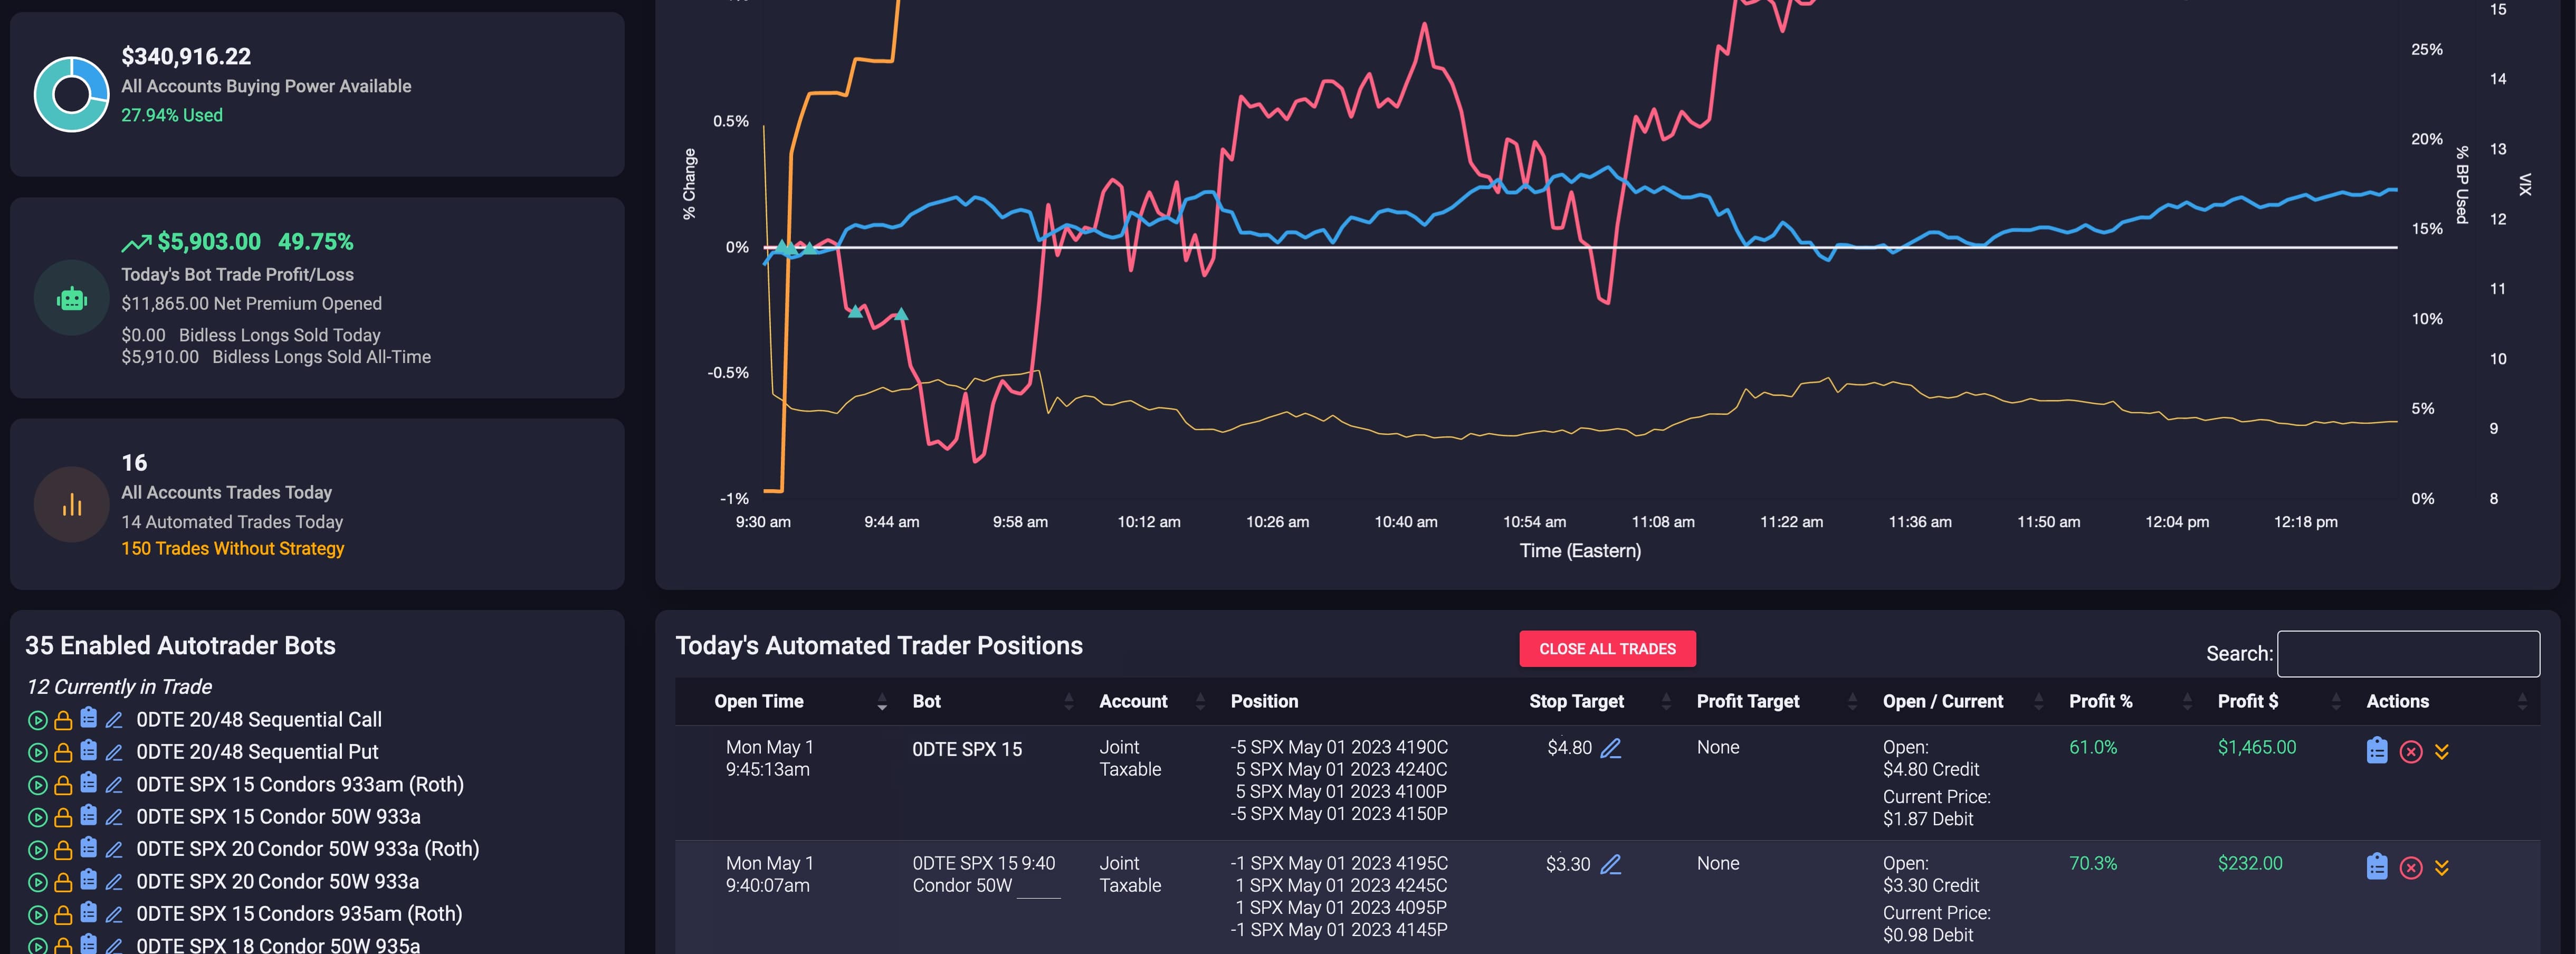 $340,916.22
All Accounts Buying Power Available
27.94% Used
$5,903.00 49.75%
Today's Bot Trade Profit/Loss
$11,865.00 Net Premium Opened
$0.00 Bidless Longs Sold Today
$5,910.00 Bidless Longs Sold All-Time
16
All Accounts Trades Today
14 Automated Trades Today
150 Trades Without Strategy
35 Enabled Autotrader Bots
12 Currently in Trade
0DTE 20/48 Sequential Call
0DTE 20/48 Sequential Put
0DTE SPX 15 Condors 933am (Roth)
0DTE SPX 15 Condor 50W 933a
0DTE SPX 20 Condor 50W 933a (Roth)
0DTE SPX 20 Condor 50W 933a
0DTE SPX 15 Condors 935am (Roth)
0DTE SPX 18 Condor 50W 935a
% Change
0.5%
0%
-0.5%
-1%
25%
20%
15%
10%
5%
0%
% BP Used
15
14
13
12
11
10
9
8
VIX
9:30 am 9:44 am 9:58 am 10:12 am 10:26 am 10:40 am 10:54 am 11:08 am 11:22 am 11:36 am 11:50 am 12:04 pm 12:18 pm
Time (Eastern)
Today's Automated Trader Positions
CLOSE ALL TRADES
Search:
Open Time Bot Account Position Stop Target Profit Target Open / Current Profit % Profit $ Actions
Mon May 1
9:45:13am
0DTE SPX 15
Joint
Taxable
-5 SPX May 01 2023 4190C
5 SPX May 01 2023 4240C
5 SPX May 01 2023 4100P
-5 SPX May 01 2023 4150P
$4.80
None
Open:
$4.80 Credit
Current Price:
$1.87 Debit
61.0%
$1,465.00
Mon May 1
9:40:07am
0DTE SPX 15 9:40
Condor 50W
Joint
Taxable
-1 SPX May 01 2023 4195C
1 SPX May 01 2023 4245C
1 SPX May 01 2023 4095P
-1 SPX May 01 2023 4145P
$3.30
None
Open:
$3.30 Credit
Current Price:
$0.98 Debit
70.3%
$232.00